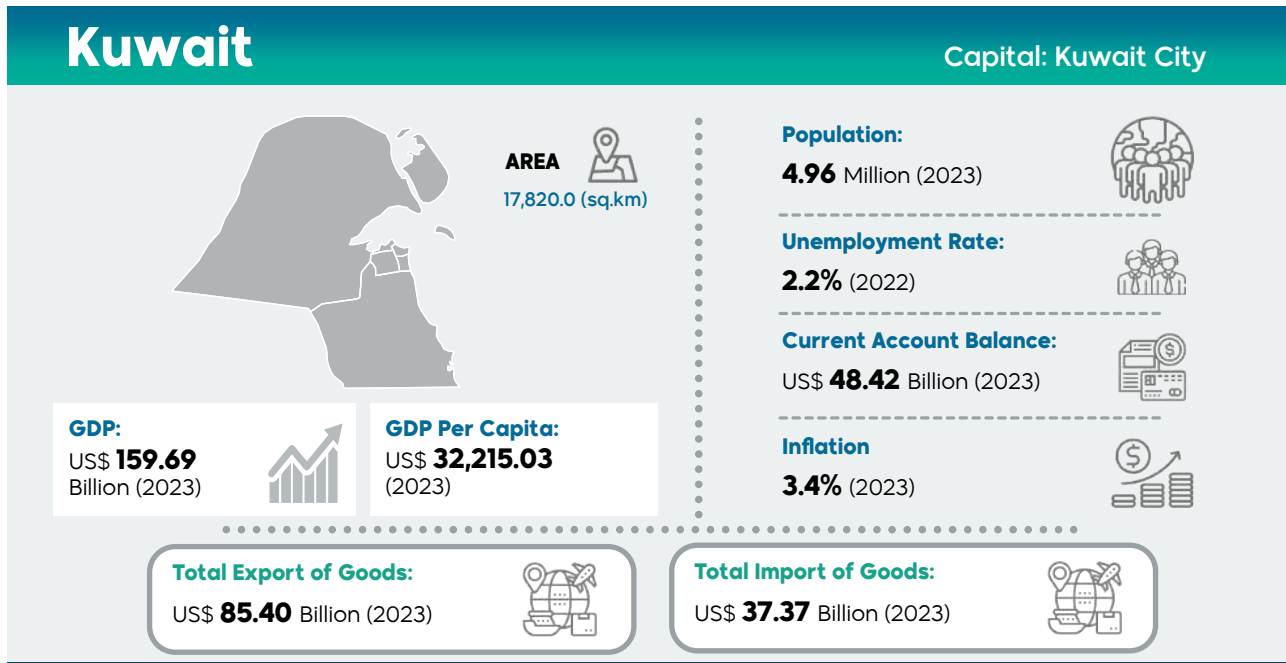 Kuwait
Capital: Kuwait City
AREA
17,820.0 (sq.km)
GDP:
US$ 159.69
Billion (2023)
GDP Per Capita:
US$ 32,215.03
(2023)
Population:
4.96 Million (2023)
Unemployment Rate:
2.2% (2022)
Current Account Balance:
US$ 48.42 Billion (2023)
Inflation
3.4% (2023)
Total Export of Goods:
US$ 85.40 Billion (2023)
Total Import of Goods:
US$ 37.37 Billion (2023)